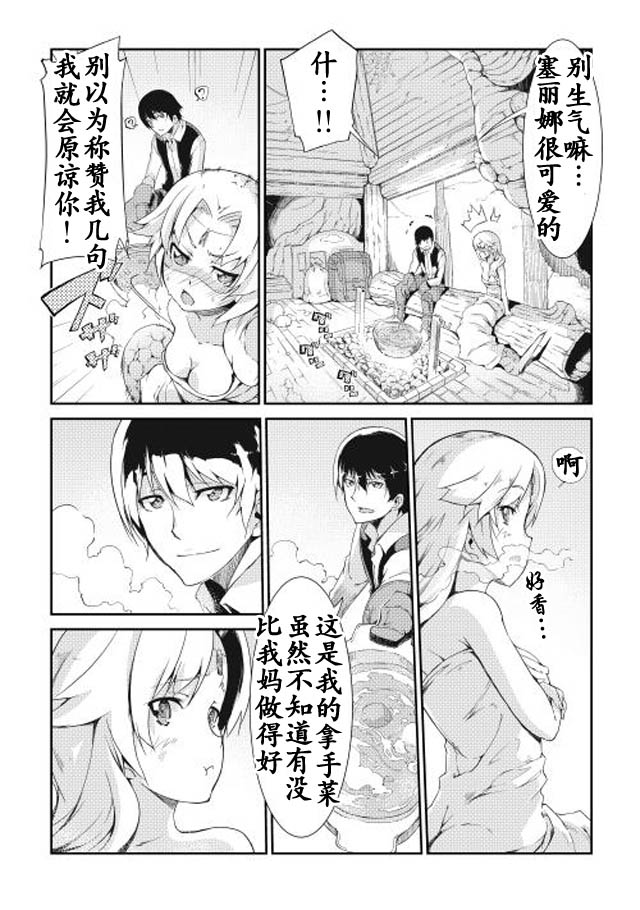 别生气嘛…
塞丽娜很可爱的
什…!!
别以为称赞我几句
我就会原谅你！
啊
好香…
这是我的拿手菜
虽然不知道有没
比我妈做得好